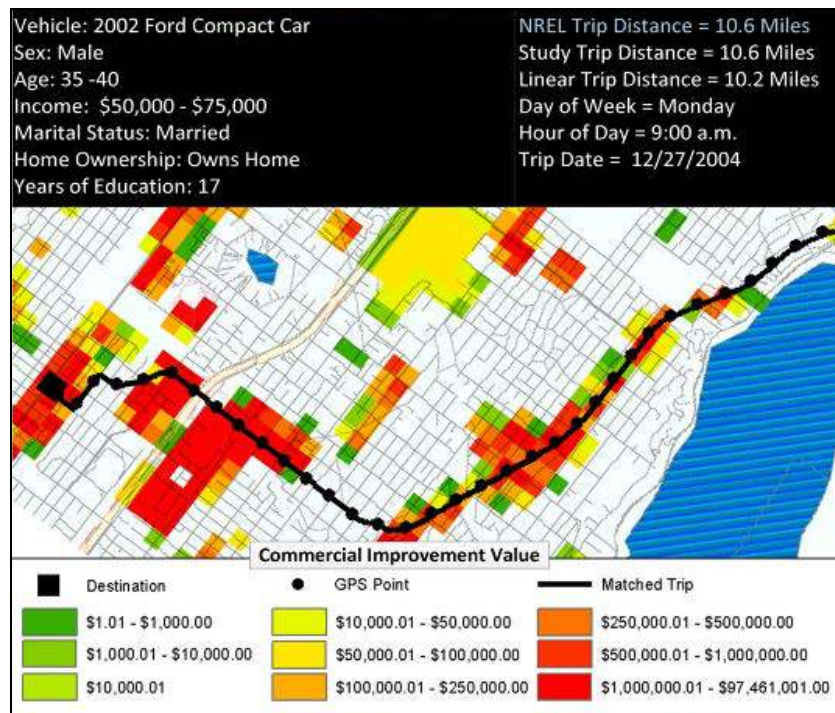 Vehicle: 2002 Ford Compact Car
Sex: Male
Age: 35 -40
Income: $50,000 - $75,000
Marital Status: Married
Home Ownership: Owns Home
Years of Education: 17
NREL Trip Distance = 10.6 Miles
Study Trip Distance = 10.6 Miles
Linear Trip Distance = 10.2 Miles
Day of Week = Monday
Hour of Day = 9:00 a.m.
Trip Date = 12/27/2004
Commercial Improvement Value
Destination
GPS Point
Matched Trip
$1.01 - $1,000.00
$10,000.01 - $50,000.00
$250,000.01 - $500,000.00
$1,000.01 - $10,000.00
$50,000.01 - $100,000.00
$500,000.01 - $1,000,000.00
$10,000.01
$100,000.01 - $250,000.00
$1,000,000.01 - $97,461,001.00